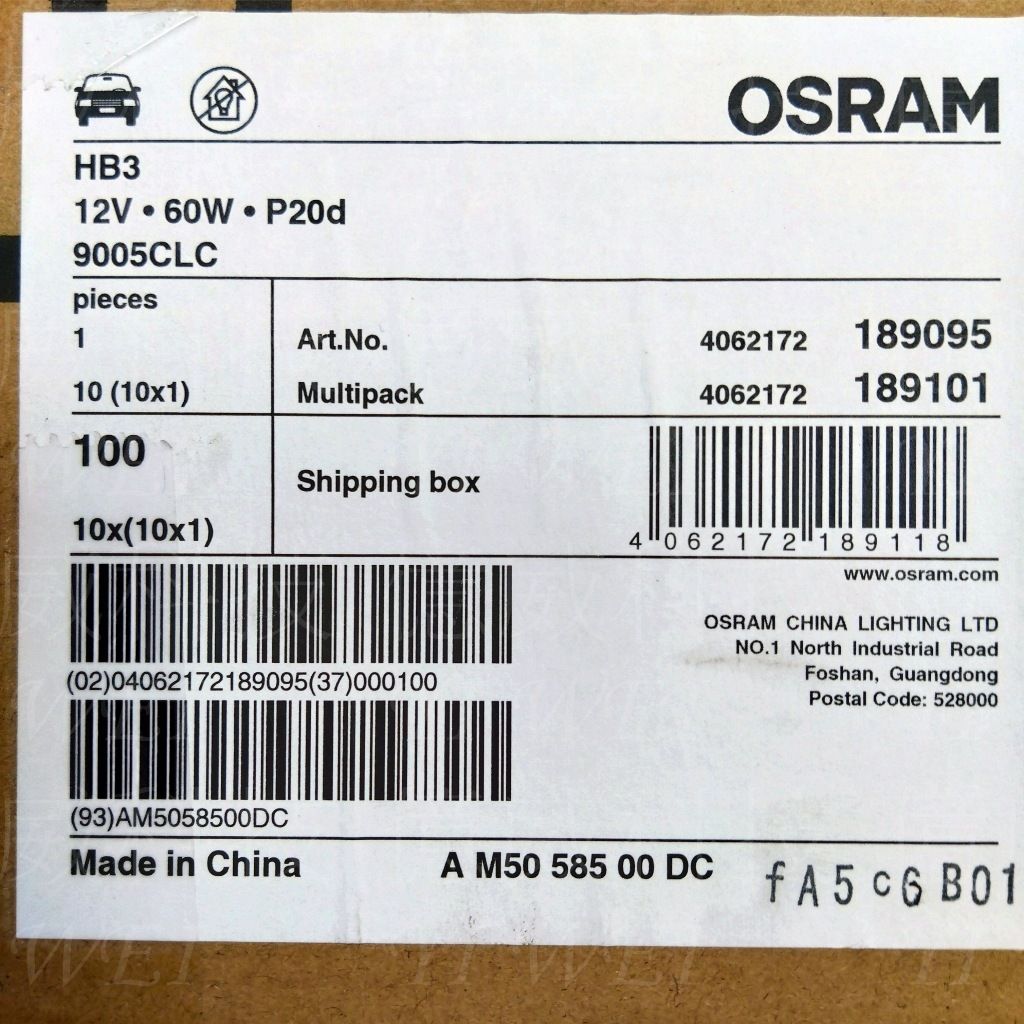 OSRAM
HB3
12V • 60W • P20d
9005CLC
pieces
1 Art.No. 4062172 189095
10 (10x1) Multipack 4062172 189101
100
Shipping box
10x(10x1)
4 062172 189118
www.osram.com
OSRAM CHINA LIGHTING LTD
NO.1 North Industrial Road
Foshan, Guangdong
Postal Code: 528000
(02)04062172189095(37)000100
(93)AM5058500DC
Made in China A M50 585 00 DC fA5c6B01
YI WEI